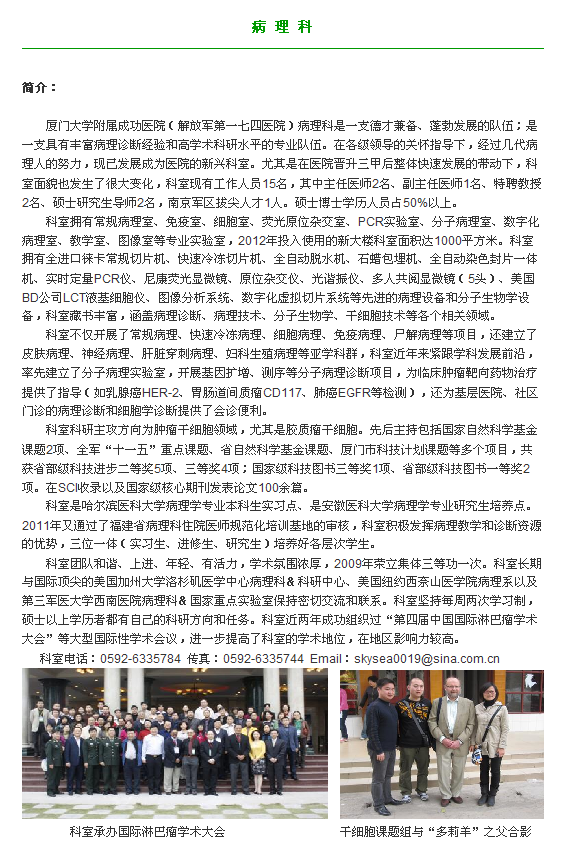 病 理 科
简介：
厦门大学附属成功医院（解放军第一七四医院）病理科是一支德才兼备、蓬勃发展的队伍；是
一支具有丰富病理诊断经验和高学术科研水平的专业队伍。在各级领导的关怀指导下，经过几代病
理人的努力，现已发展成为医院的新兴科室。尤其是在医院晋升三甲后整体快速发展的带动下，科
室面貌也发生了很大变化，科室现有工作人员15名，其中主任医师2名、副主任医师1名、特聘教授
2名、硕士研究生导师2名，南京军区拔尖人才1人。硕士博士学历人员占50%以上。
科室拥有常规病理室、免疫室、细胞室、荧光原位杂交室、PCR实验室、分子病理室、数字化
病理室、教学室、图像室等专业实验室，2012年投入使用的新大楼科室面积达1000平方米。科室
拥有全进口徕卡常规切片机、快速冷冻切片机、全自动脱水机、石蜡包埋机、全自动染色封片一体
机、实时定量PCR仪、尼康荧光显微镜、原位杂交仪、光谐振仪、多人共阅显微镜（5头）、美国
BD公司LCT液基细胞仪、图像分析系统、数字化虚拟切片系统等先进的病理设备和分子生物学设
备，科室藏书丰富，涵盖病理诊断、病理技术、分子生物学、干细胞技术等各个相关领域。
科室不仅开展了常规病理、快速冷冻病理、细胞病理、免疫病理、尸解病理等项目，还建立了
皮肤病理、神经病理、肝脏穿刺病理、妇科生殖病理等亚学科群，科室近年来紧跟学科发展前沿，
率先建立了分子病理实验室，开展基因扩增、测序等分子病理诊断项目，为临床肿瘤靶向药物治疗
提供了指导（如乳腺癌HER-2、胃肠道间质瘤CD117、肺癌EGFR等检测），还为基层医院、社区
门诊的病理诊断和细胞学诊断提供了会诊便利。
科室科研主攻方向为肿瘤干细胞领域，尤其是胶质瘤干细胞。先后主持包括国家自然科学基金
课题2项、全军“十一五”重点课题、省自然科学基金课题、厦门市科技计划课题等多个项目，共
获省部级科技进步二等奖5项、三等奖4项；国家级科技图书三等奖1项、省部级科技图书一等奖2
项。在SCI收录以及国家级核心期刊发表论文100余篇。
科室是哈尔滨医科大学病理学专业本科生实习点、是安徽医科大学病理学专业研究生培养点。
2011年又通过了福建省病理科住院医师规范化培训基地的审核，科室积极发挥病理教学和诊断资源
的优势，三位一体（实习生、进修生、研究生）培养好各层次学生。
科室团队和谐、上进、年轻、有活力，学术氛围浓厚，2009年荣立集体三等功一次。科室长期
与国际顶尖的美国加州大学洛杉矶医学中心病理科＆科研中心、美国纽约西奈山医学院病理系以及
第三军医大学西南医院病理科＆国家重点实验室保持密切交流和联系。科室坚持每周两次学习制，
硕士以上学历者都有自己的科研方向和任务。科室近两年成功组织过“第四届中国国际淋巴瘤学术
大会”等大型国际性学术会议，进一步提高了科室的学术地位，在地区影响力较高。
科室电话：0592-6335784 传真：0592-6335744 Email：skysea0019@sina.com.cn
科室承办国际淋巴瘤学术大会
干细胞课题组与“多莉羊”之父合影